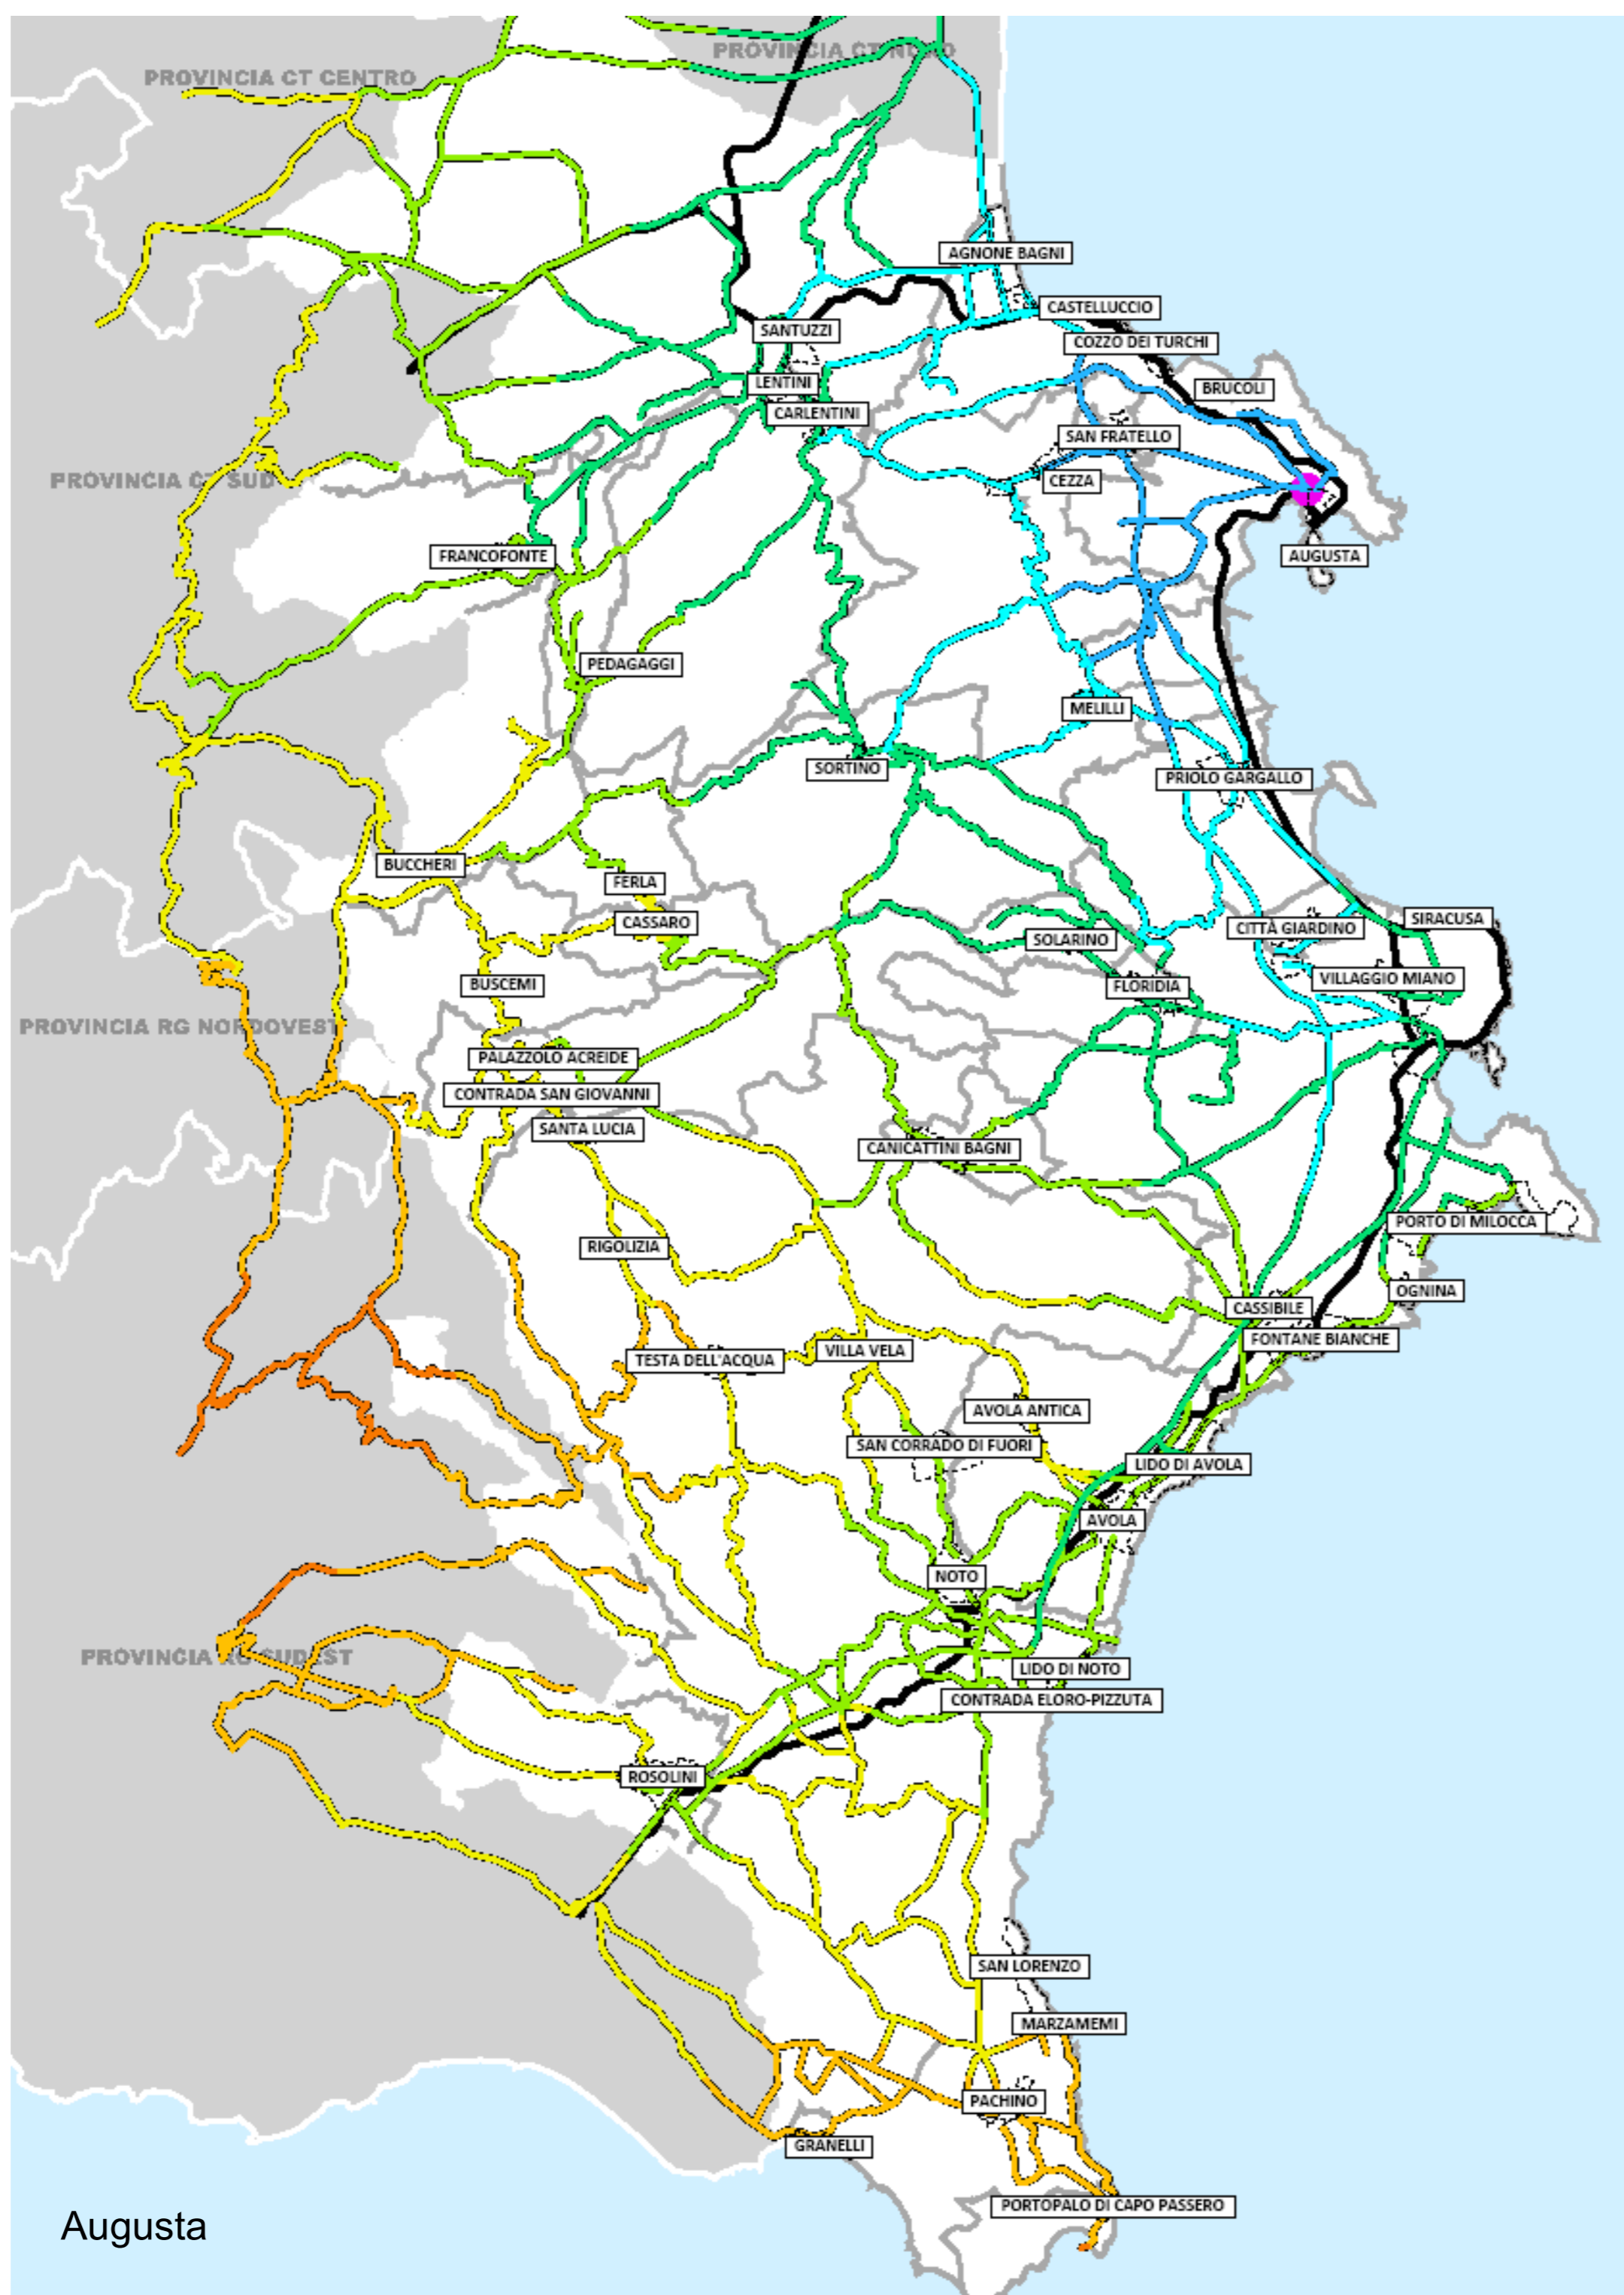 PROVINCIA CT NORD
PROVINCIA CT CENTRO
AGNONE BAGNI
CASTELLUCCIO
SANTUZZI
COZZO DEI TURCHI
LENTINI
BRUCOLI
CARLENTINI
SAN FRATELLO
PROVINCIA CT SUD
CEZZA
FRANCOFONTE
AUGUSTA
PEDAGAGGI
MELILLI
SORTINO
PRIOLO GARGALLO
BUCCHERI
FERLA
CASSARO
SIRACUSA
CITTÀ GIARDINO
SOLARINO
VILLAGGIO MIANO
BUSCEMI
FLORIDIA
PROVINCIA RG NORDOVEST
PALAZZOLO ACREIDE
CONTRADA SAN GIOVANNI
SANTA LUCIA
CANICATTINI BAGNI
PORTO DI MILOCCA
RIGOLIZIA
OGNINA
CASSIBILE
FONTANE BIANCHE
VILLA VELA
TESTA DELL'ACQUA
AVOLA ANTICA
SAN CORRADO DI FUORI
LIDO DI AVOLA
AVOLA
NOTO
PROVINCIA RG SUDEST
LIDO DI NOTO
CONTRADA ELORO-PIZZUTA
ROSOLINI
SAN LORENZO
MARZAMEMI
PACHINO
GRANELLI
PORTOPALO DI CAPO PASSERO
Augusta